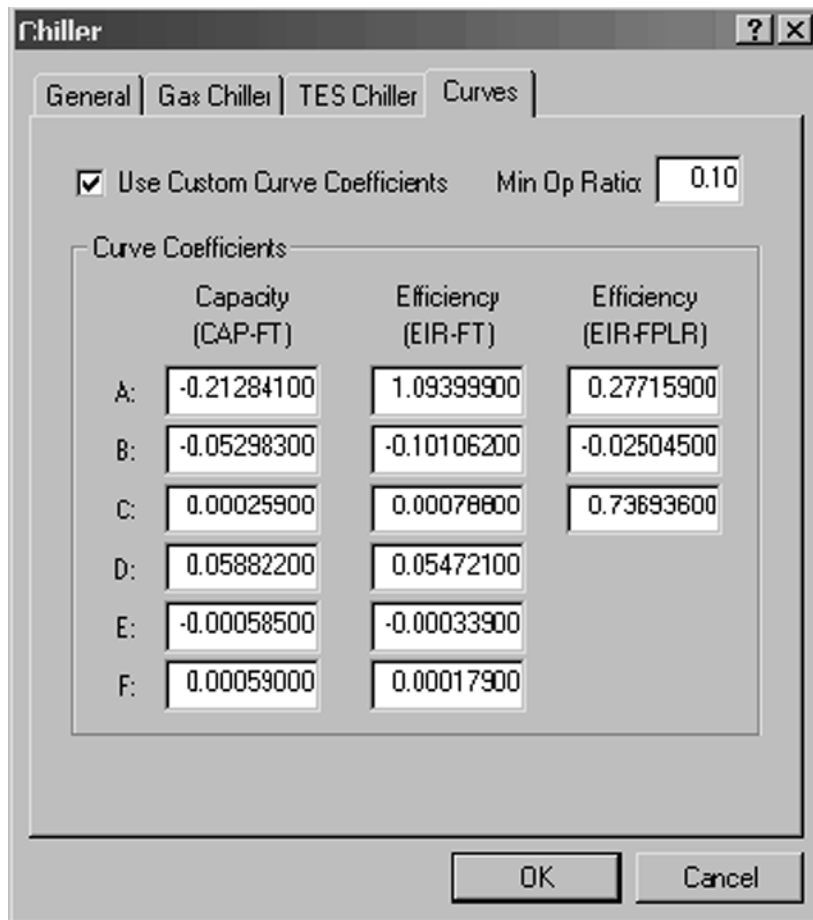 Chiller
General Gas Chiller TES Chiller Curves
Use Custom Curve Coefficients Min Op Ratio: 0.10
Curve Coefficients
Capacity Efficiency Efficiency
(CAP-FT) (EIR-FT) (EIR-FPLR)
A: -0.21284100 1.09399900 0.27715900
B: -0.05298300 -0.10106200 -0.02504500
C: 0.00025900 0.00078800 0.73693600
D: 0.05882200 0.05472100
E: -0.00058500 -0.00033900
F: 0.00059000 0.00017900
OK Cancel